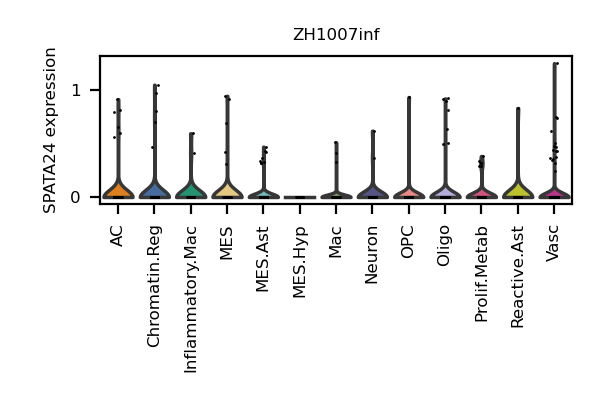 ZH1007inf
SPATA24 expression
1
0
AC
Chromatin.Reg
Inflammatory.Mac
MES
MES.Ast
MES.Hyp
Mac
Neuron
OPC
Oligo
Prolif.Metab
Reactive.Ast
Vasc